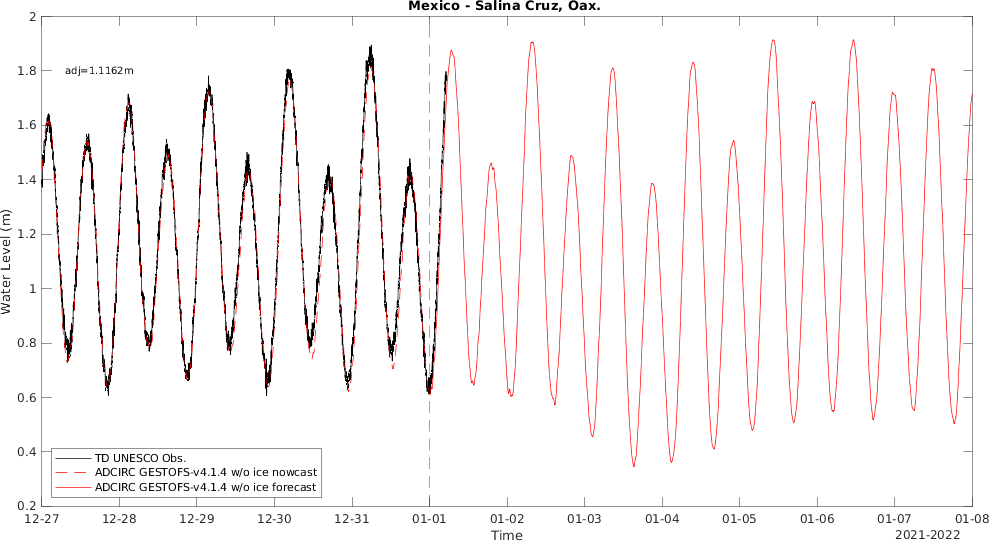 Mexico - Salina Cruz, Oax.
2
1.8
1.6
1.4
1.2
1
0.8
0.6
0.4
0.2
Water Level (m)
adj=1.1162m
TD UNESCO Obs.
ADCIRC GESTOFS-v4.1.4 w/o ice nowcast
ADCIRC GESTOFS-v4.1.4 w/o ice forecast
12-27 12-28 12-29 12-30 12-31 01-01 01-02 01-03 01-04 01-05 01-06 01-07 01-08
Time
2021-2022